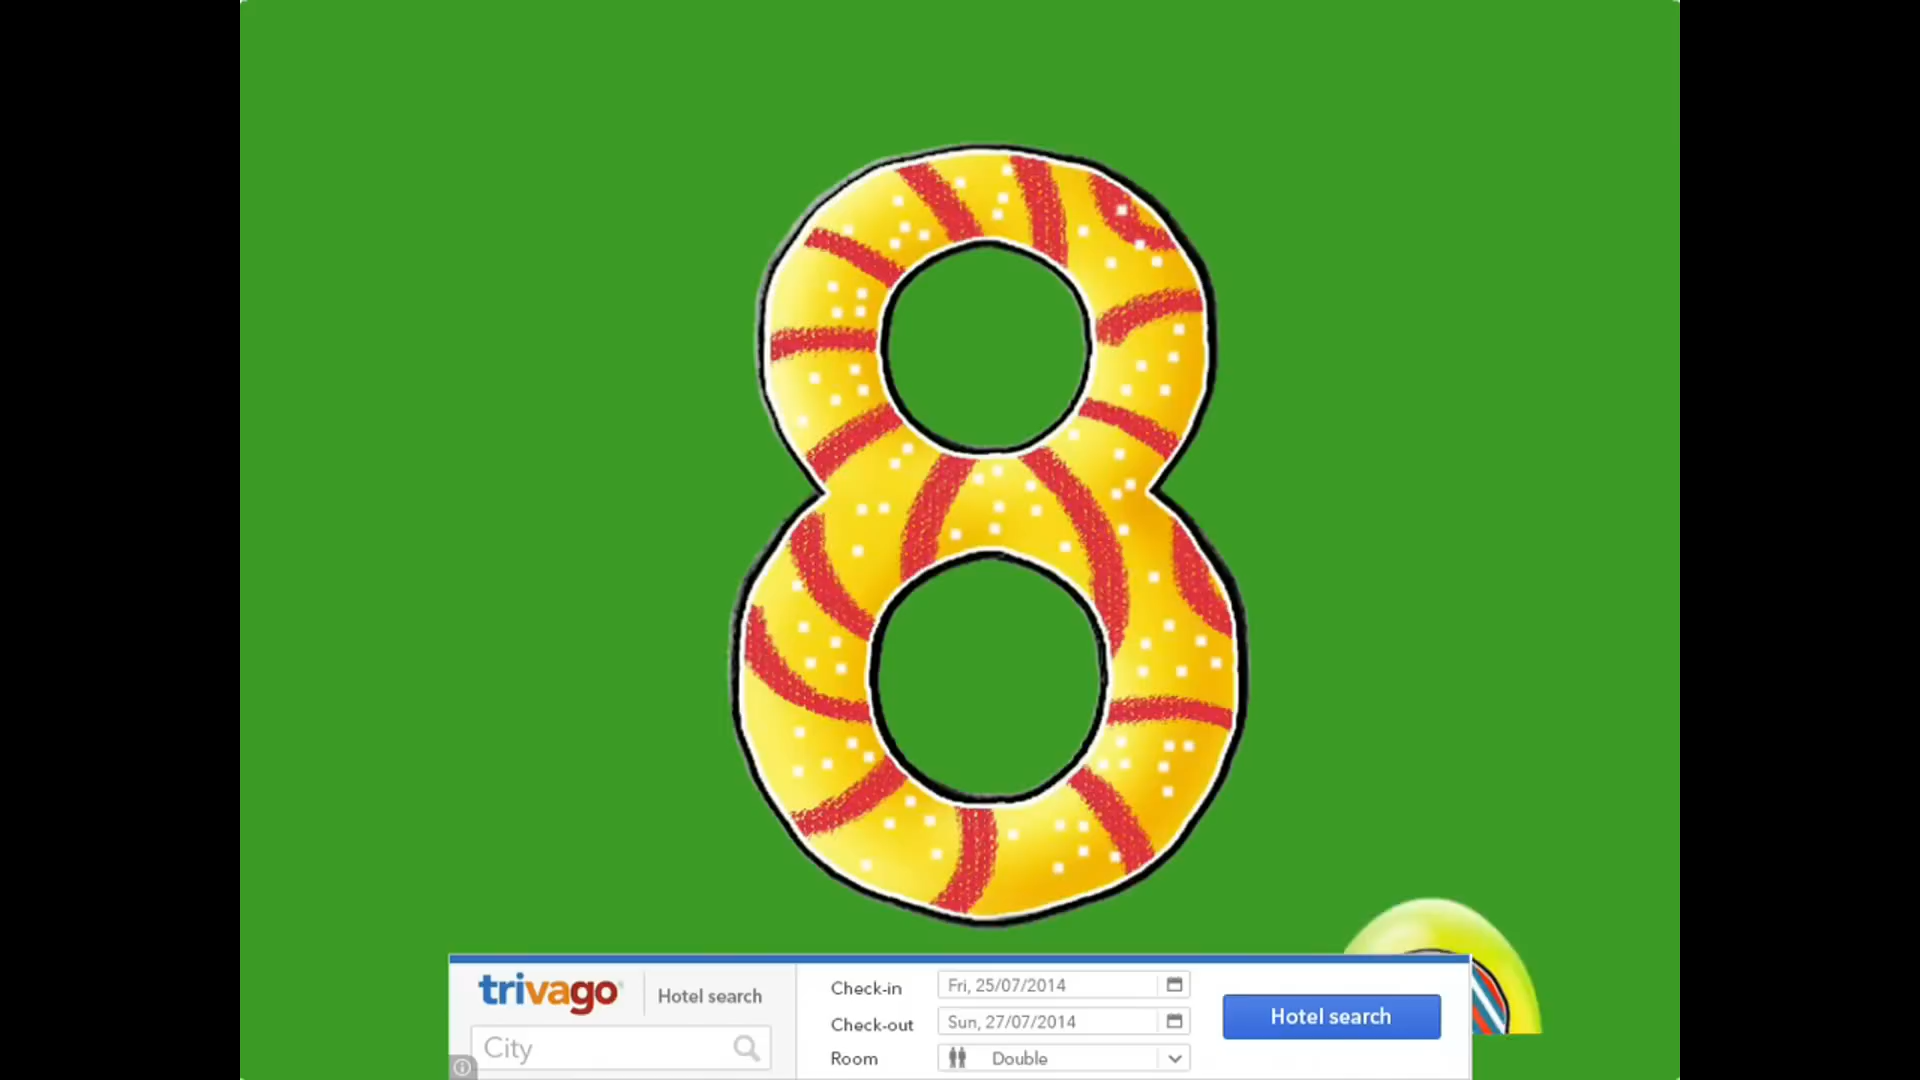 8
trivago
Hotel search
City
Check-in
Fri, 25/07/2014
Check-out
Sun, 27/07/2014
Room
Double
Hotel search